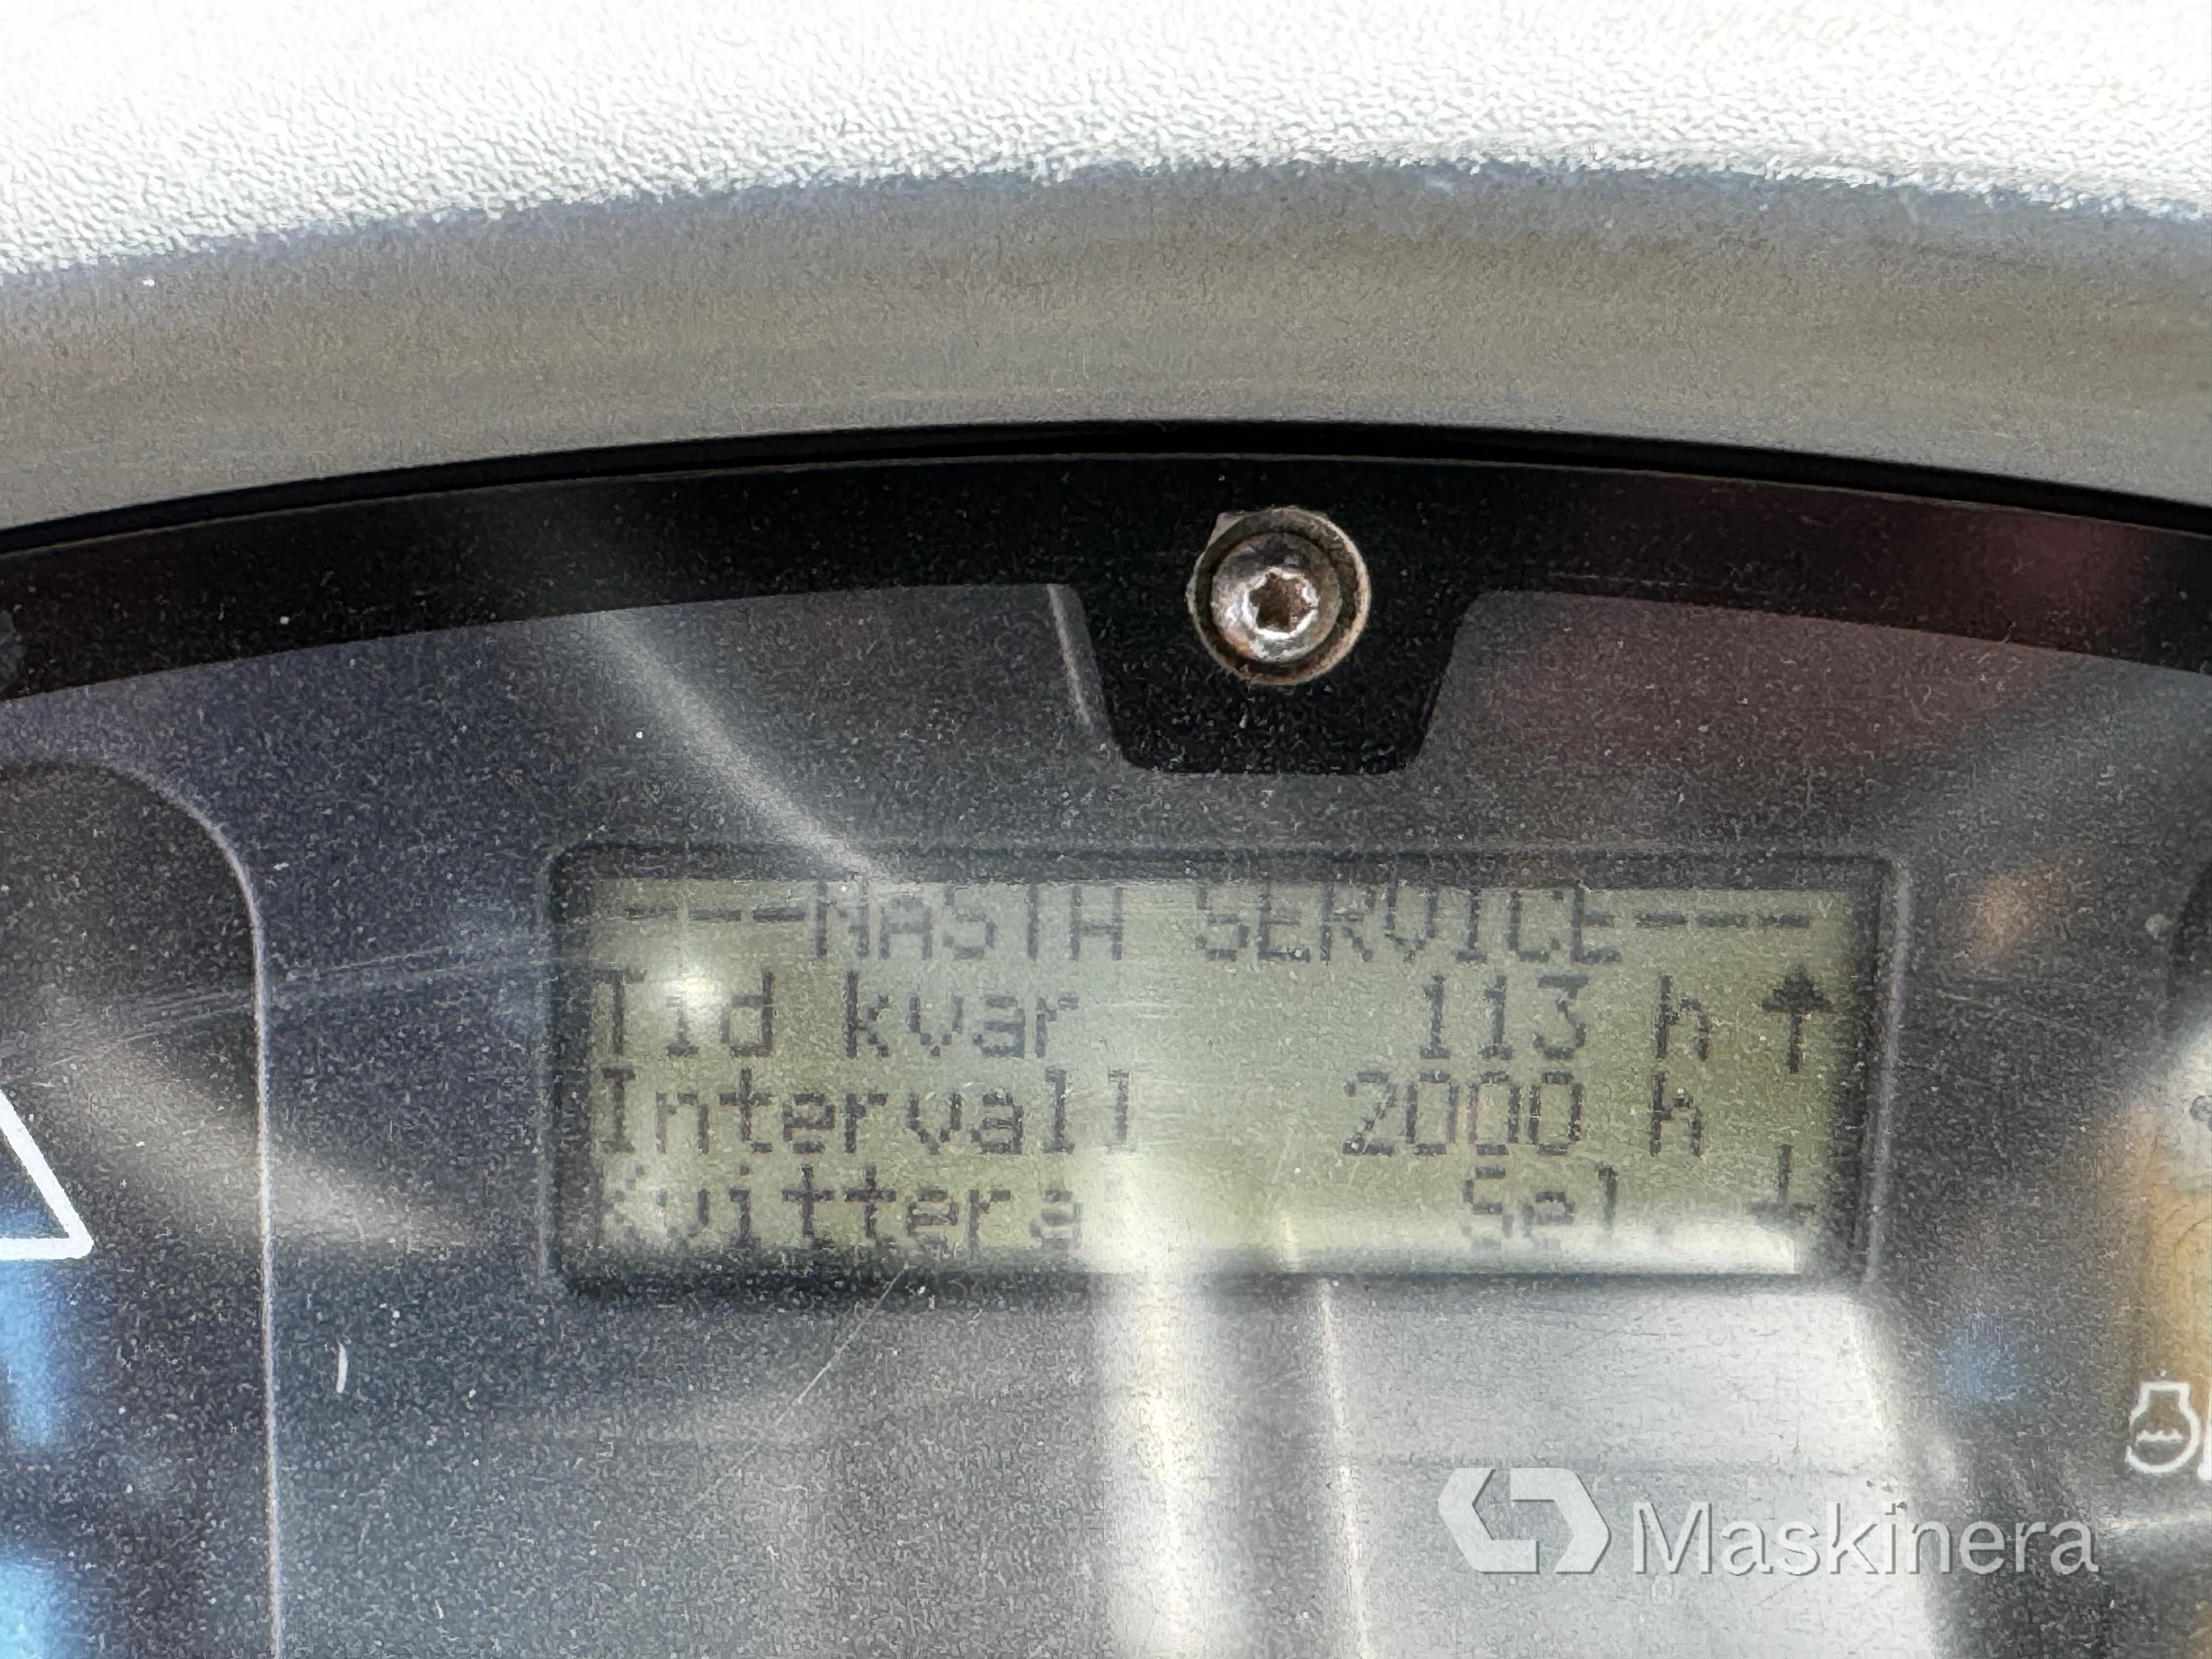 ----NÄSTA SERVICE----
Tid kvar 113 h ↑
Intervall 2000 h
Kvittera Sel. ↓
Maskinera